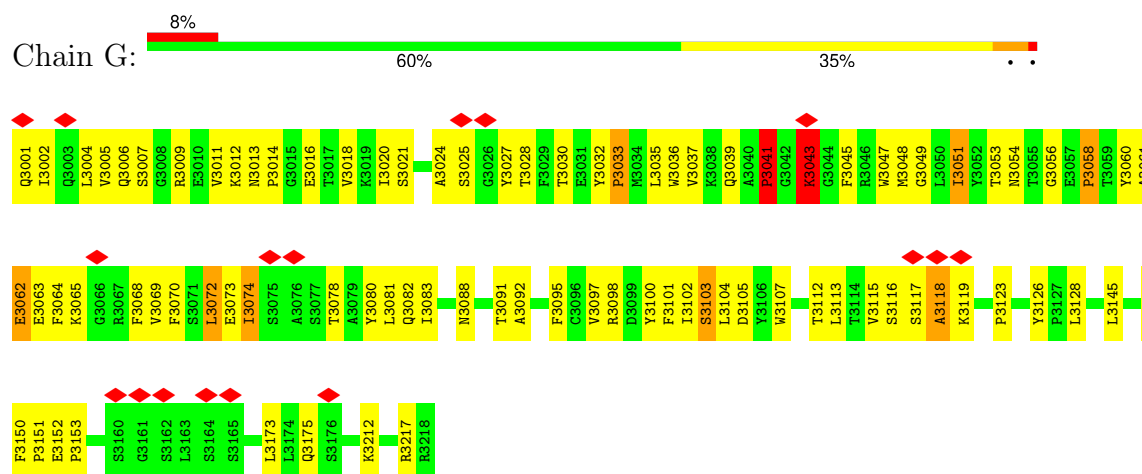 8%
Chain G:
60% 35% • •
Q3001 I3002 Q3003 L3004 V3005 Q3006 S3007 G3008 R3009 E3010 V3011 K3012 N3013 P3014 G3015 E3016 T3017 V3018 K3019 I3020 S3021 A3024 S3025 G3026 Y3027 T3028 F3029 T3030 E3031 Y3032 P3033 M3034 L3035 W3036 V3037 K3038 Q3039 A3040 P3041 G3042 K3043 G3044 F3045 R3046 W3047 M3048 G3049 L3050 I3051 Y3052 T3053 N3054 T3055 G3056 E3057 P3058 T3059 Y3060
E3062 E3063 F3064 K3065 G3066 R3067 F3068 V3069 F3070 S3071 L3072 E3073 I3074 S3075 A3076 S3077 T3078 A3079 Y3080 L3081 Q3082 I3083 N3088 T3091 A3092 F3095 C3096 V3097 R3098 D3099 Y3100 F3101 I3102 S3103 L3104 D3105 Y3106 W3107 T3112 L3113 T3114 V3115 S3116 S3117 A3118 K3119 P3123 Y3126 P3127 L3128 L3145
F3150 P3151 E3152 P3153 S3160 G3161 S3162 L3163 S3164 S3165 L3173 L3174 Q3175 S3176 K3212 R3217 R3218